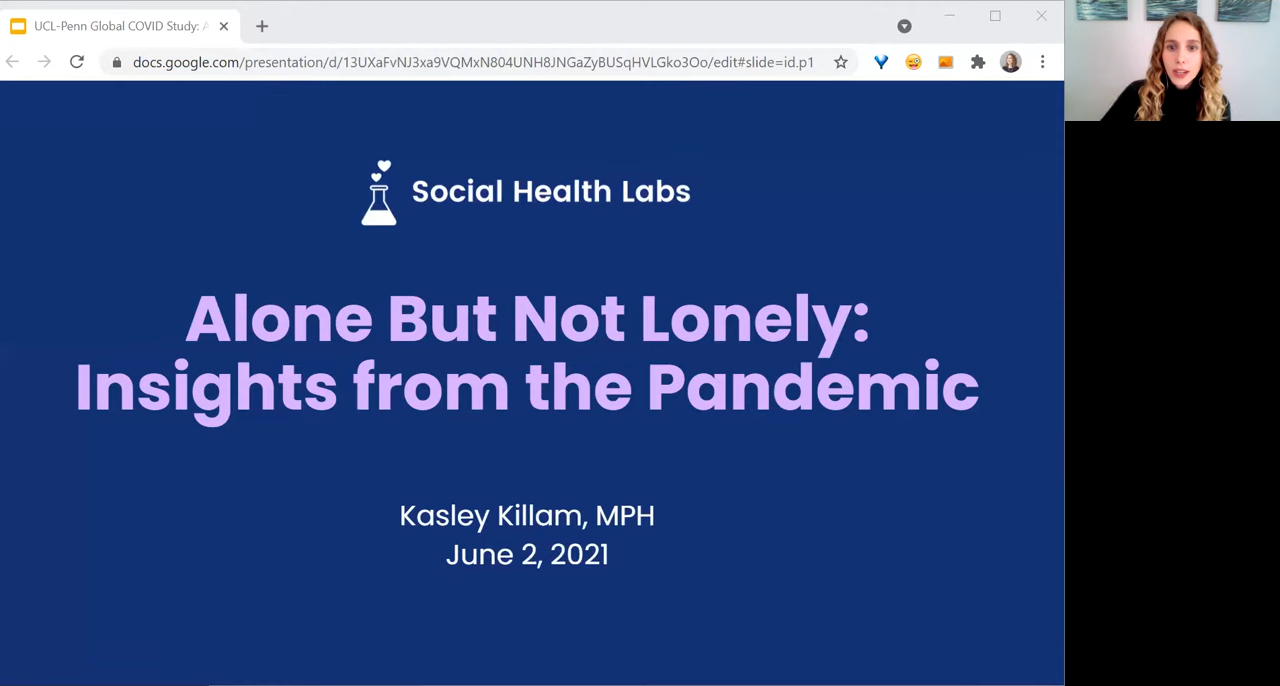 UCL-Penn Global COVID Study: A
docs.google.com/presentation/d/13UXaFvNJ3xa9VQMxN804UNH8JNGaZyBUSqHVLGko3Oo/edit#slide=id.p1
Social Health Labs
Alone But Not Lonely:
Insights from the Pandemic
Kasley Killam, MPH
June 2, 2021